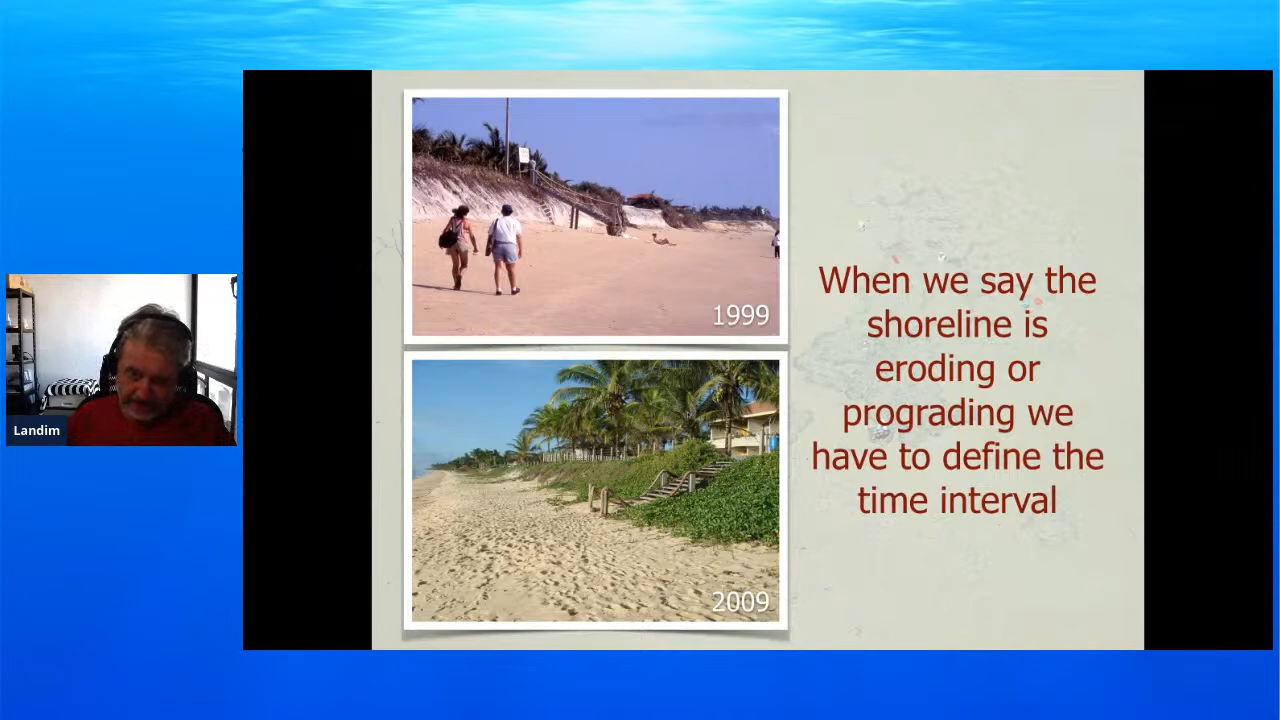 1999
2009
When we say the
shoreline is
eroding or
prograding we
have to define the
time interval
Landim